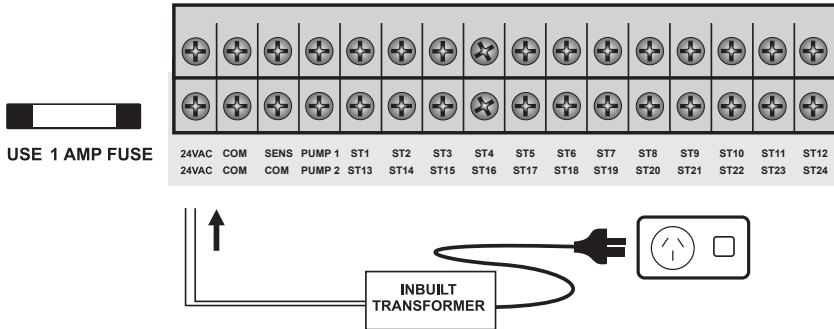 USE 1 AMP FUSE
24VAC COM SENS PUMP 1 ST1 ST2 ST3 ST4 ST5 ST6 ST7 ST8 ST9 ST10 ST11 ST12
24VAC COM COM PUMP 2 ST13 ST14 ST15 ST16 ST17 ST18 ST19 ST20 ST21 ST22 ST23 ST24
INBUILT
TRANSFORMER